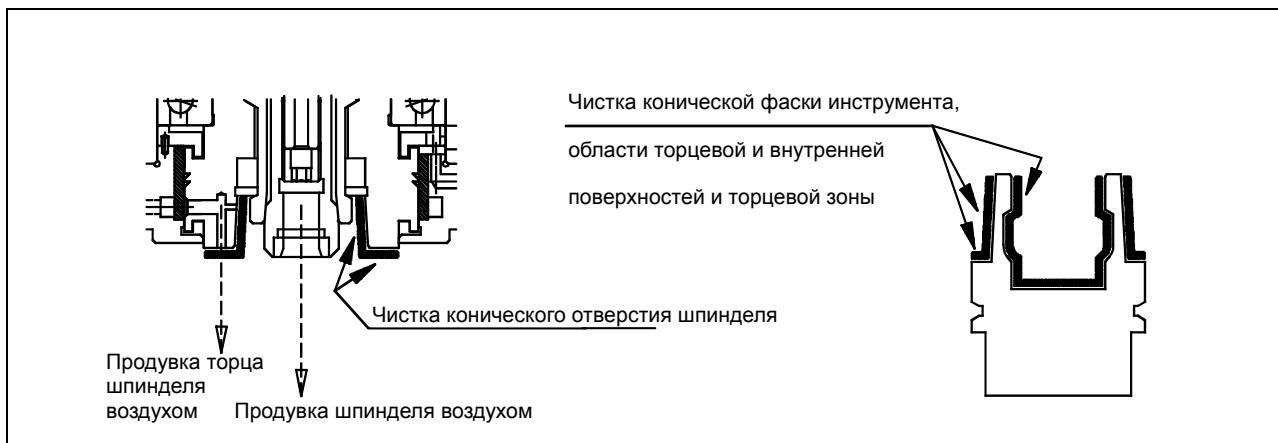 Чистка конической фаски инструмента,
области торцевой и внутренней
поверхностей и торцевой зоны
Чистка конического отверстия шпинделя
Продувка торца
шпинделя
воздухом
Продувка шпинделя воздухом